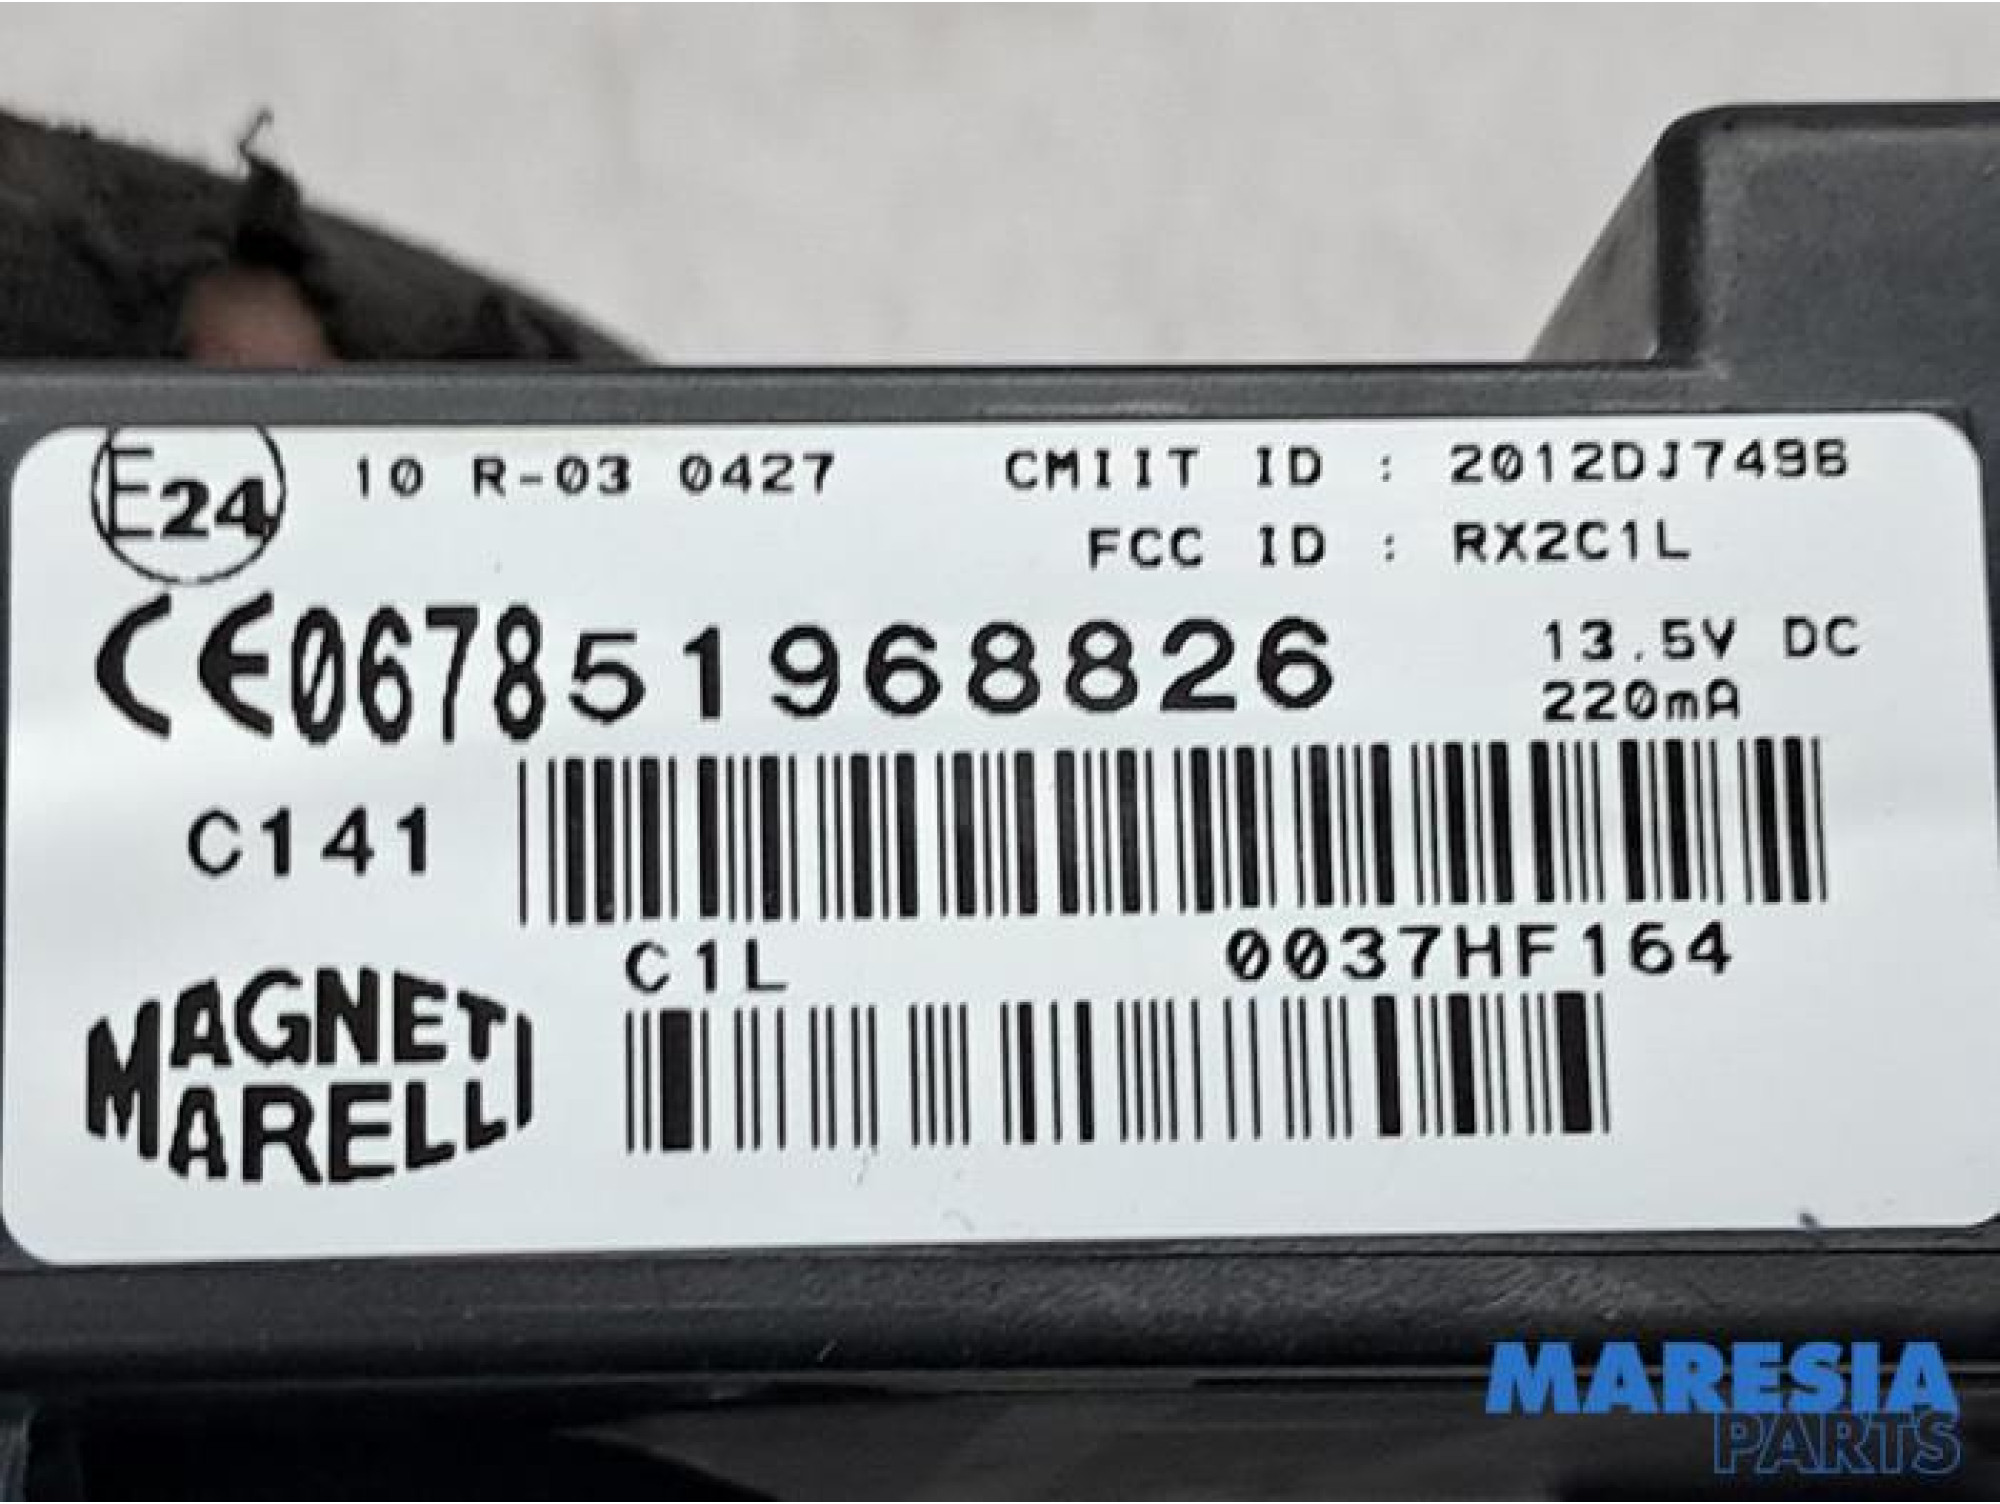 E24 10 R-03 0427 CMIIT ID : 2012DJ7496
FCC ID : RX2C1L
CE0678 51968826 13.5V DC
220mA
C141
C1L 0037HF164
MAGNETI
MARELLI
MARESIA
PARTS